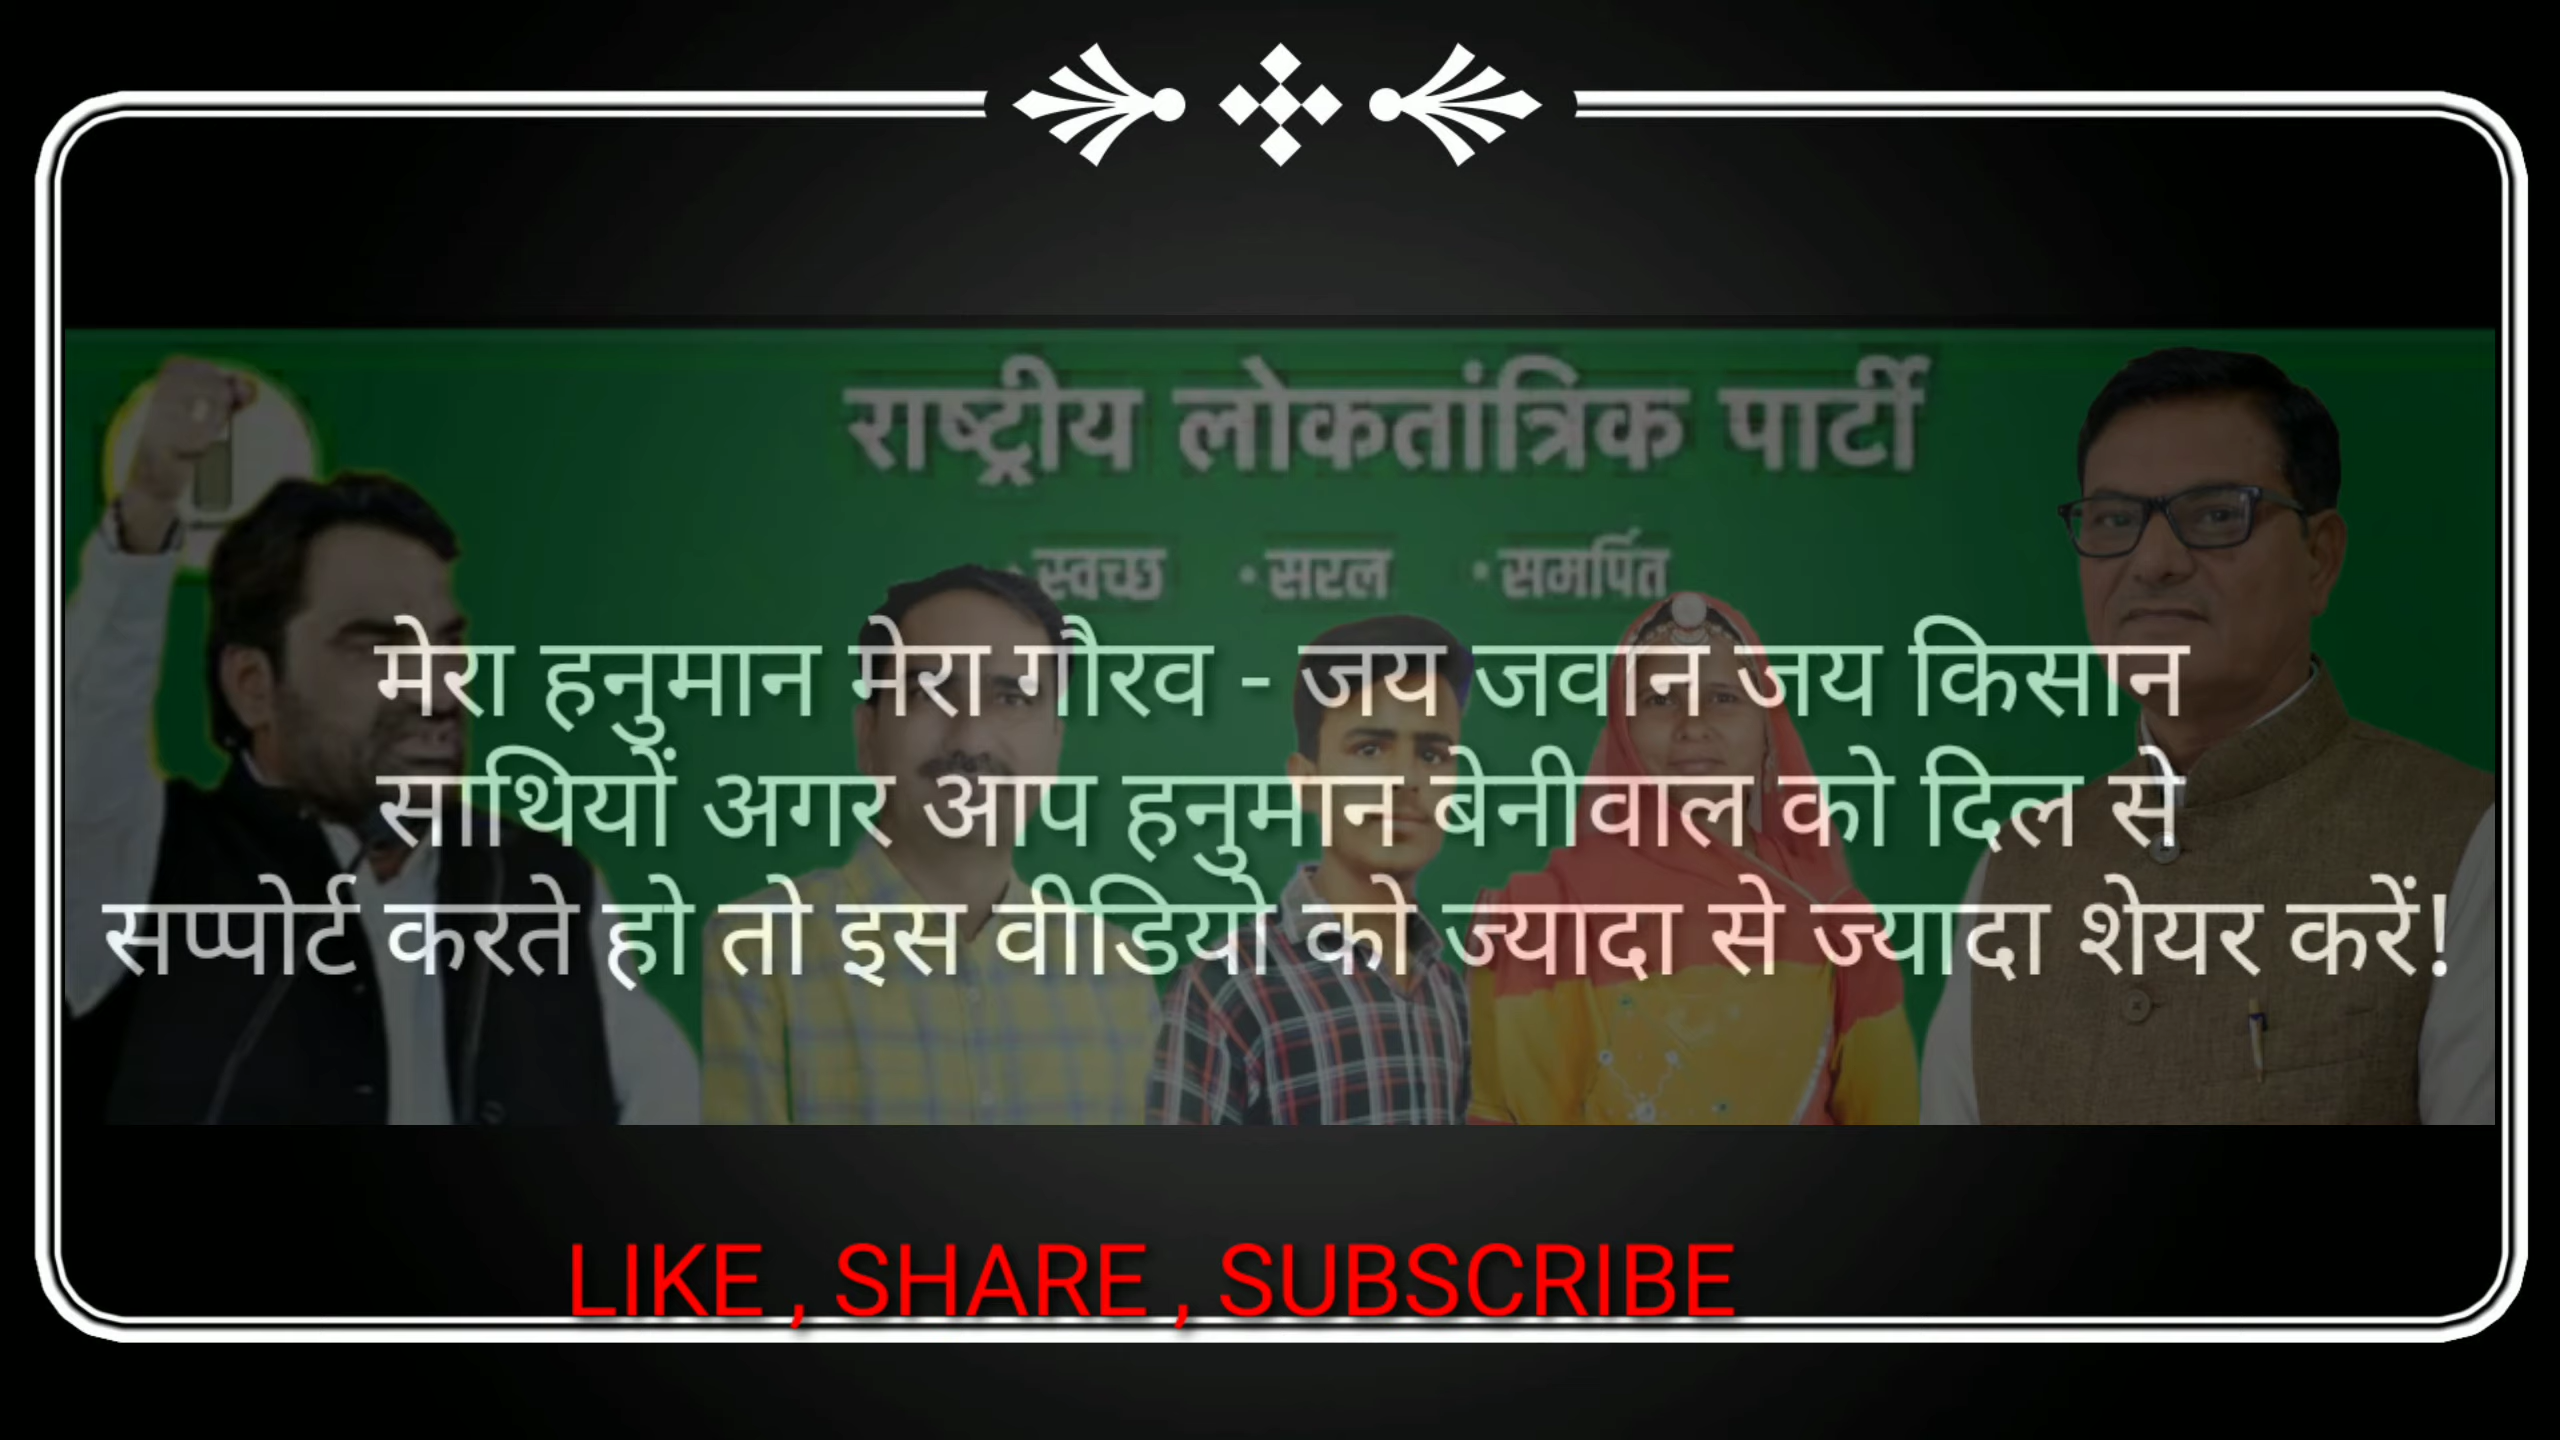 राष्ट्रीय लोकतांत्रिक पार्टी
• स्वच्छ • सरल • समर्पित
मेरा हनुमान मेरा गौरव - जय जवान जय किसान
साथियों अगर आप हनुमान बेनीवाल को दिल से
सप्पोर्ट करते हो तो इस वीडियो को ज्यादा से ज्यादा शेयर करें!
LIKE , SHARE , SUBSCRIBE